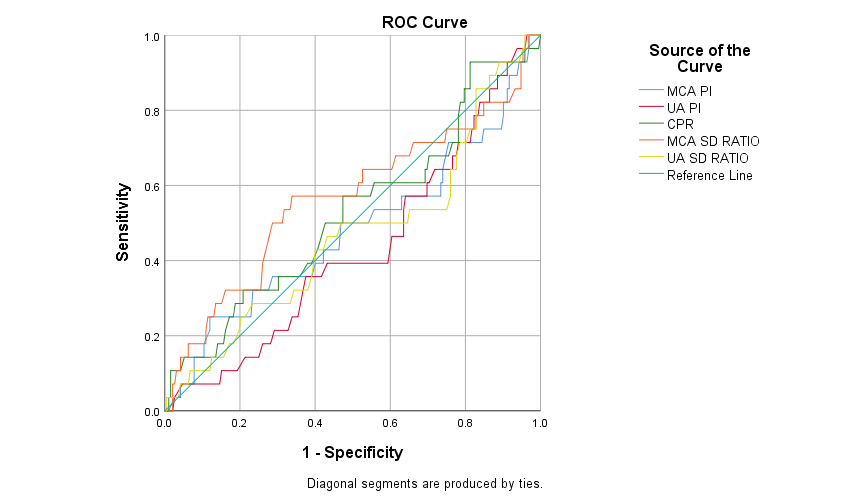 ROC Curve
Sensitivity
1.0
0.8
0.6
0.4
0.2
0.0
0.0 0.2 0.4 0.6 0.8 1.0
1 - Specificity
Diagonal segments are produced by ties.
Source of the
Curve
MCA PI
UA PI
CPR
MCA SD RATIO
UA SD RATIO
Reference Line